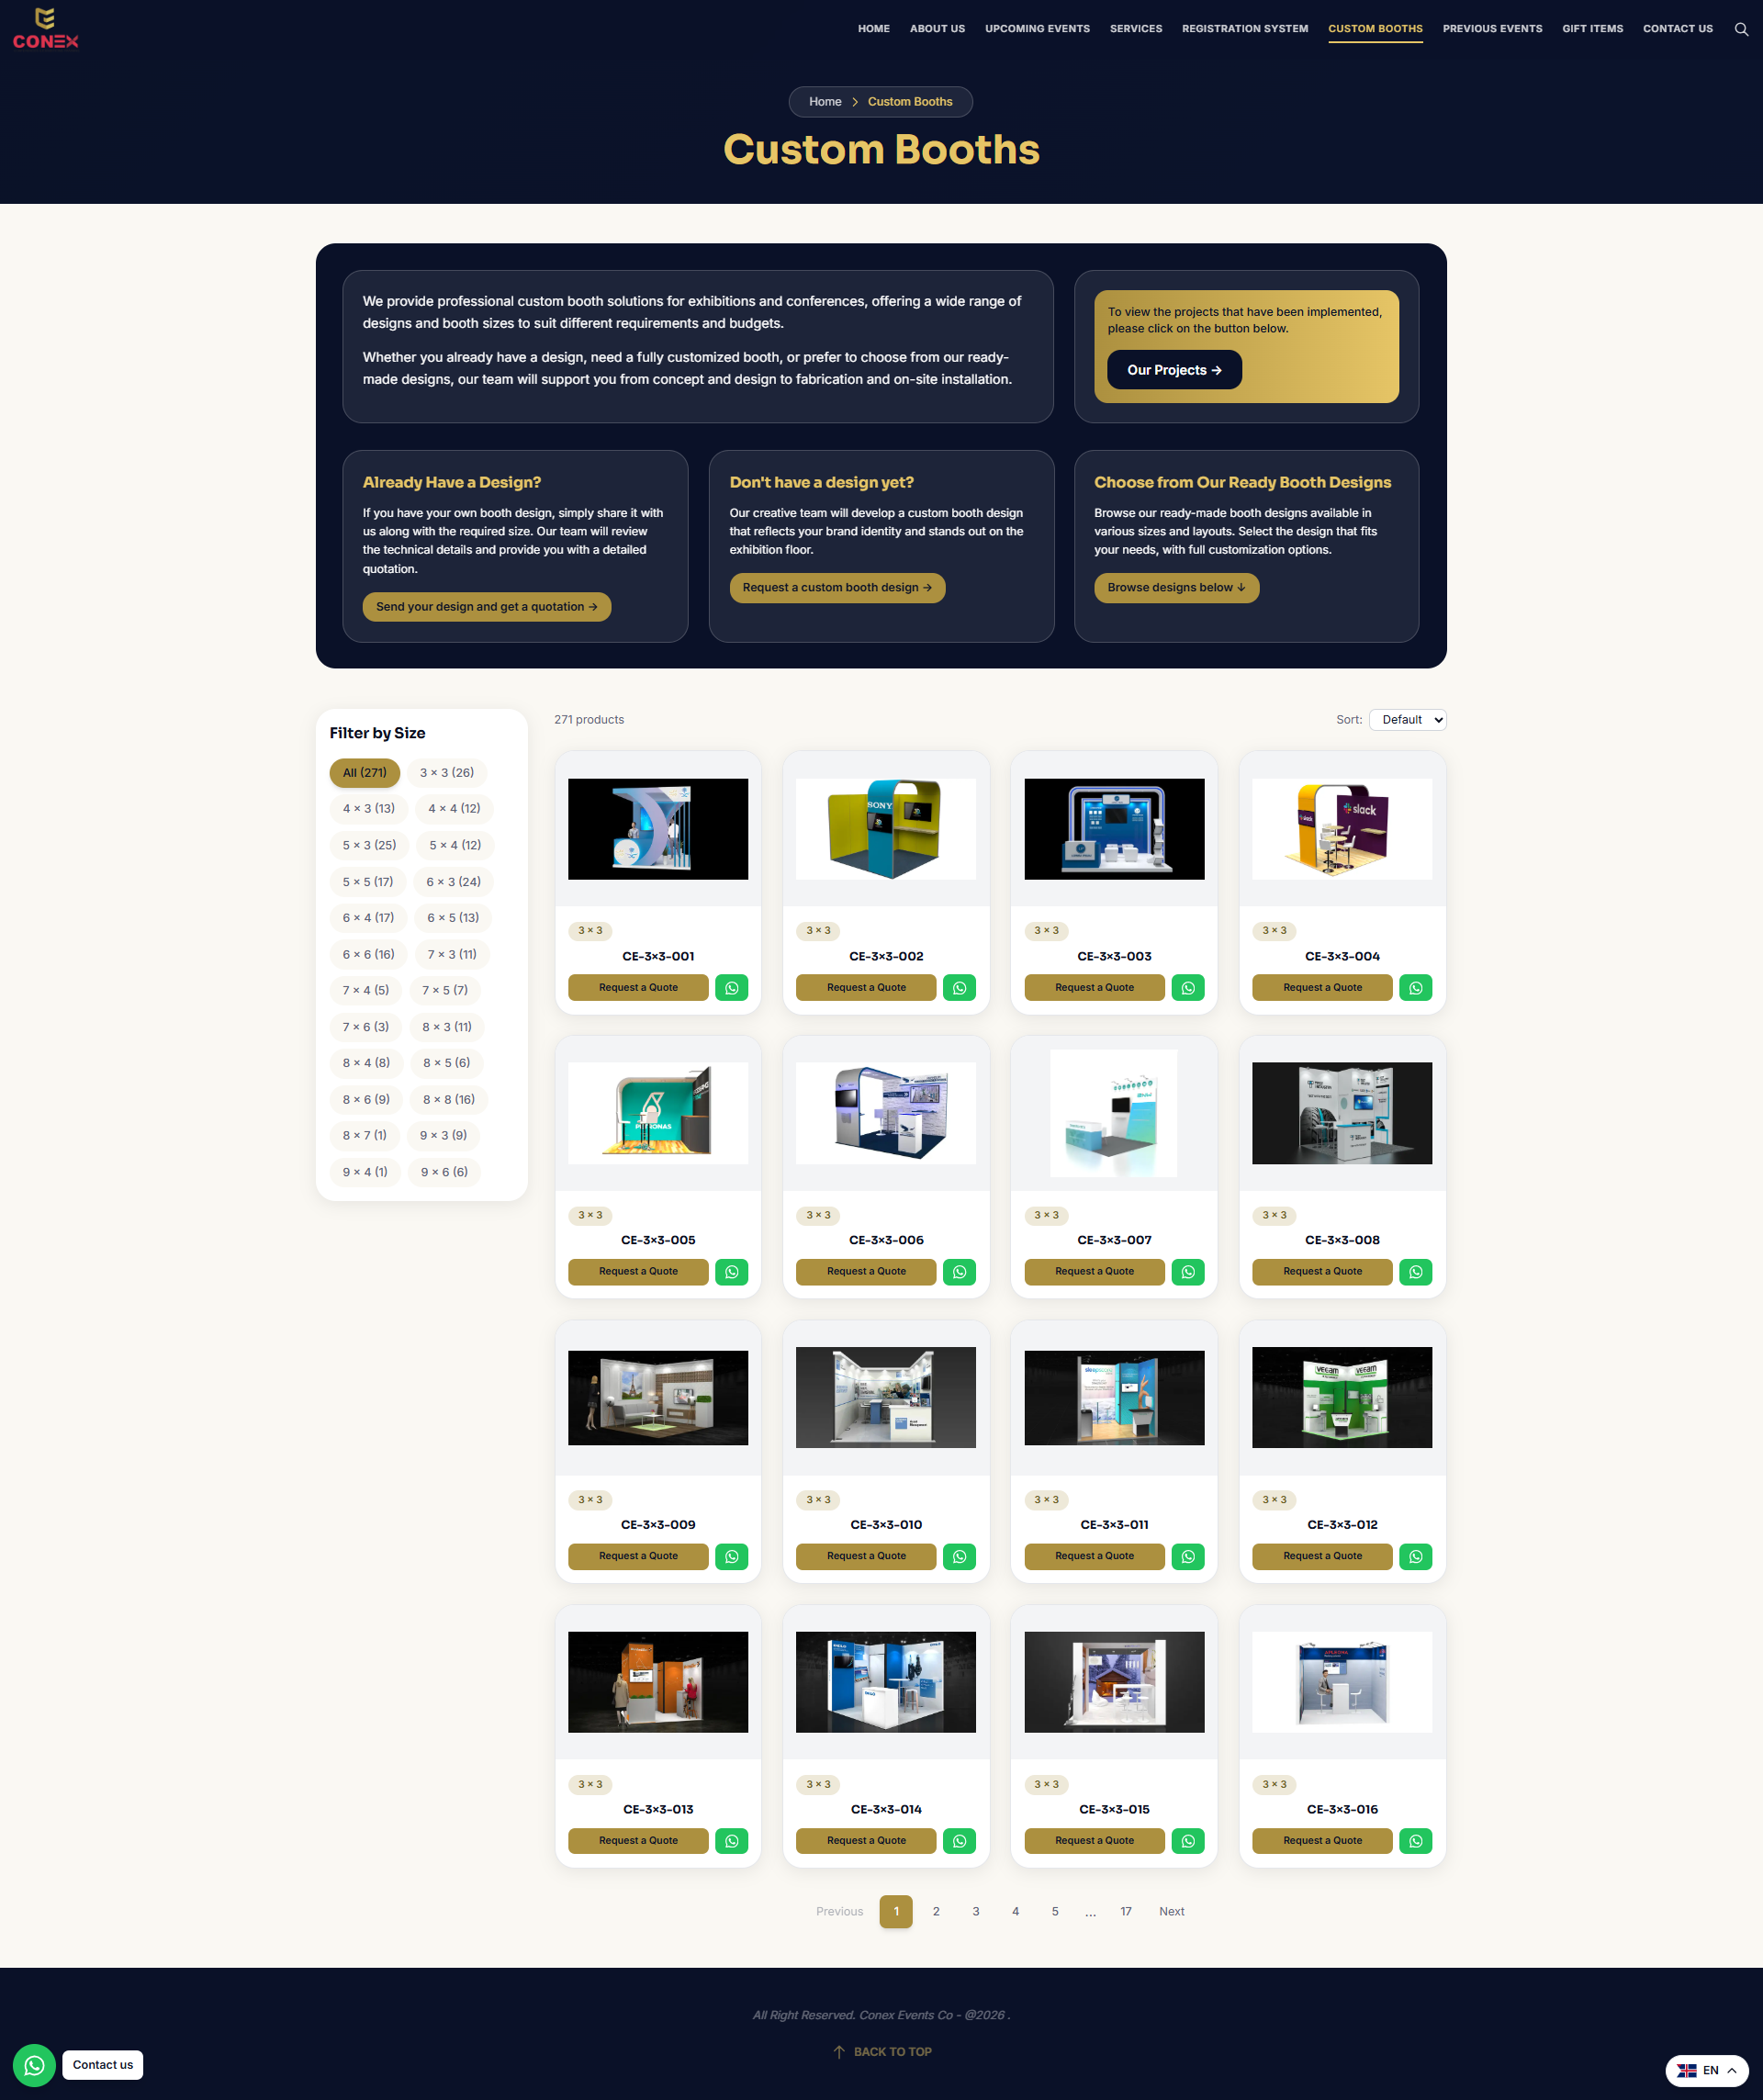 CONEX
HOME ABOUT US UPCOMING EVENTS SERVICES REGISTRATION SYSTEM CUSTOM BOOTHS PREVIOUS EVENTS GIFT ITEMS CONTACT US
Home > Custom Booths
Custom Booths
We provide professional custom booth solutions for exhibitions and conferences, offering a wide range of
designs and booth sizes to suit different requirements and budgets.
Whether you already have a design, need a fully customized booth, or prefer to choose from our ready-
made designs, our team will support you from concept and design to fabrication and on-site installation.
To view the projects that have been implemented,
please click on the button below.
Our Projects →
Already Have a Design?
If you have your own booth design, simply share it with
us along with the required size. Our team will review
the technical details and provide you with a detailed
quotation.
Send your design and get a quotation →
Don't have a design yet?
Our creative team will develop a custom booth design
that reflects your brand identity and stands out on the
exhibition floor.
Request a custom booth design →
Choose from Our Ready Booth Designs
Browse our ready-made booth designs available in
various sizes and layouts. Select the design that fits
your needs, with full customization options.
Browse designs below ↓
Filter by Size
All (271) 3 × 3 (26)
4 × 3 (13) 4 × 4 (12)
5 × 3 (25) 5 × 4 (12)
5 × 5 (17) 6 × 3 (24)
6 × 4 (17) 6 × 5 (13)
6 × 6 (16) 7 × 3 (11)
7 × 4 (5) 7 × 5 (7)
7 × 6 (3) 8 × 3 (11)
8 × 4 (8) 8 × 5 (6)
8 × 6 (9) 8 × 8 (16)
8 × 7 (1) 9 × 3 (9)
9 × 4 (1) 9 × 6 (6)
271 products
Sort: Default
SONY
slack
3 × 3 3 × 3 3 × 3 3 × 3
CE-3×3-001 CE-3×3-002 CE-3×3-003 CE-3×3-004
Request a Quote Request a Quote Request a Quote Request a Quote
3 × 3 3 × 3 3 × 3 3 × 3
CE-3×3-005 CE-3×3-006 CE-3×3-007 CE-3×3-008
Request a Quote Request a Quote Request a Quote Request a Quote
veeam veeam
3 × 3 3 × 3 3 × 3 3 × 3
CE-3×3-009 CE-3×3-010 CE-3×3-011 CE-3×3-012
Request a Quote Request a Quote Request a Quote Request a Quote
3 × 3 3 × 3 3 × 3 3 × 3
CE-3×3-013 CE-3×3-014 CE-3×3-015 CE-3×3-016
Request a Quote Request a Quote Request a Quote Request a Quote
Previous 1 2 3 4 5 ... 17 Next
All Right Reserved. Conex Events Co - @2026 .
↑ BACK TO TOP
Contact us
EN